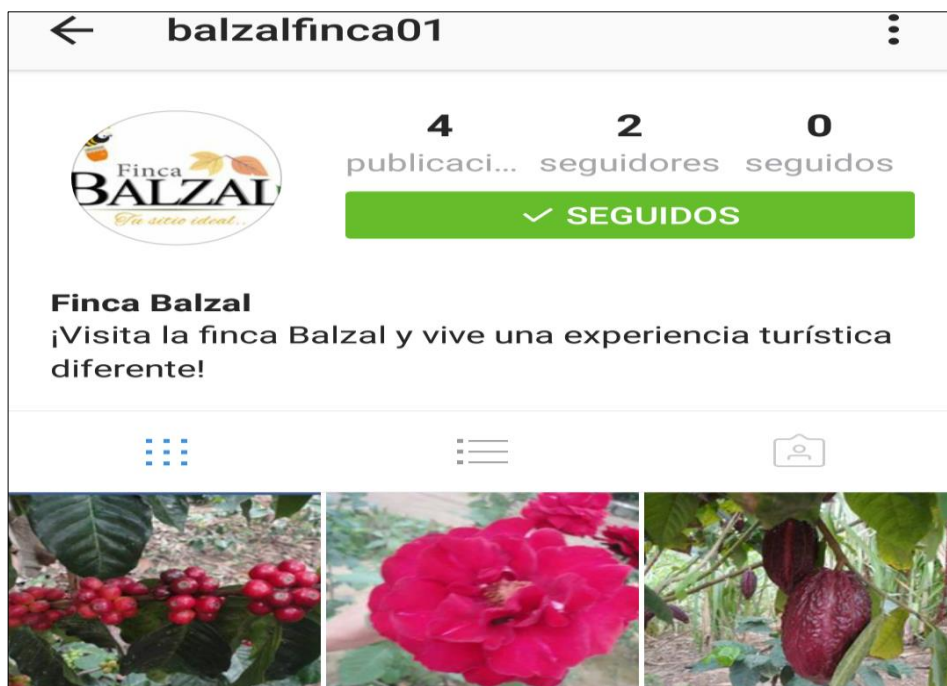 balzalfinca01
4 2 0
publicaci... seguidores seguidos
Finca
BALZAL
Tu sitio ideal..
✓ SEGUIDOS
Finca Balzal
¡Visita la finca Balzal y vive una experiencia turística
diferente!